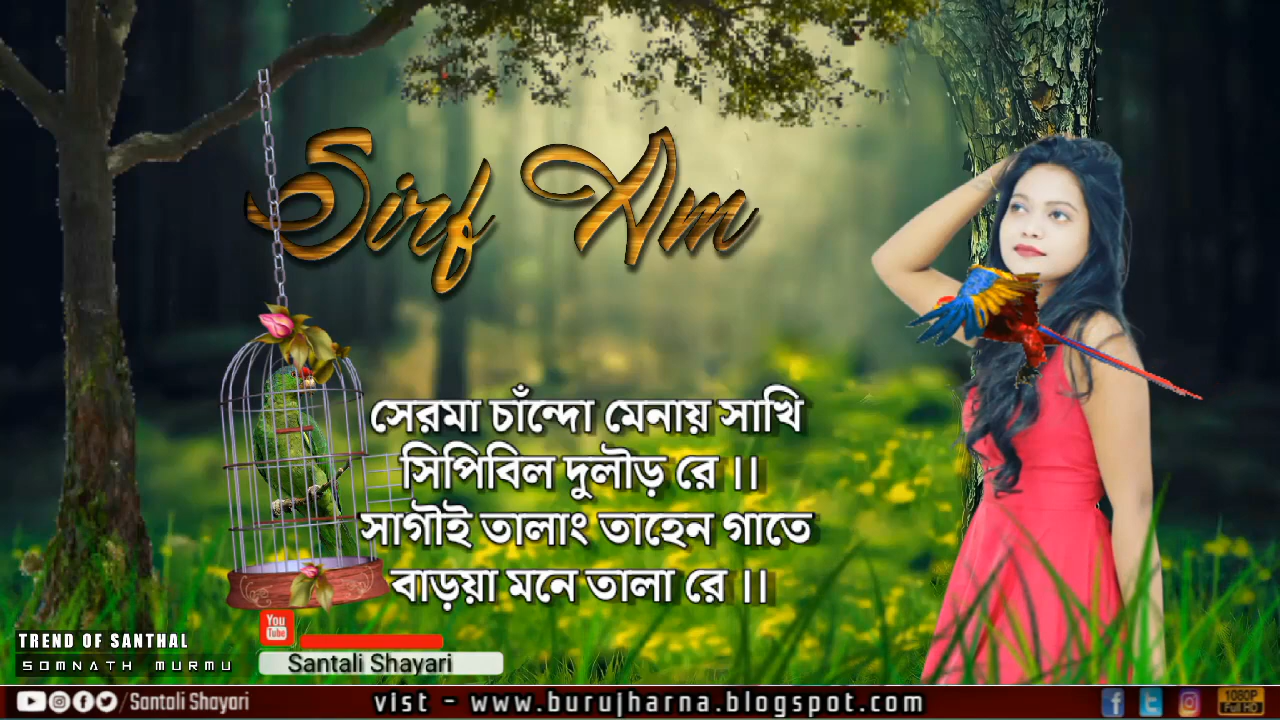 Sirf Am
সেরমা চাঁন্দো মেনায় সাখি
সিপিবিল দুলীড় রে ।।
সাগীই তালাং তাহেন গাতে
বাড়য়া মনে তালা রে ।।
You
Tube
Santali Shayari
TREND OF SANTHAL
SOMNATH MURMU
/Santali Shayari
vist - www.burujharna.blogspot.com
1080P
Full HD